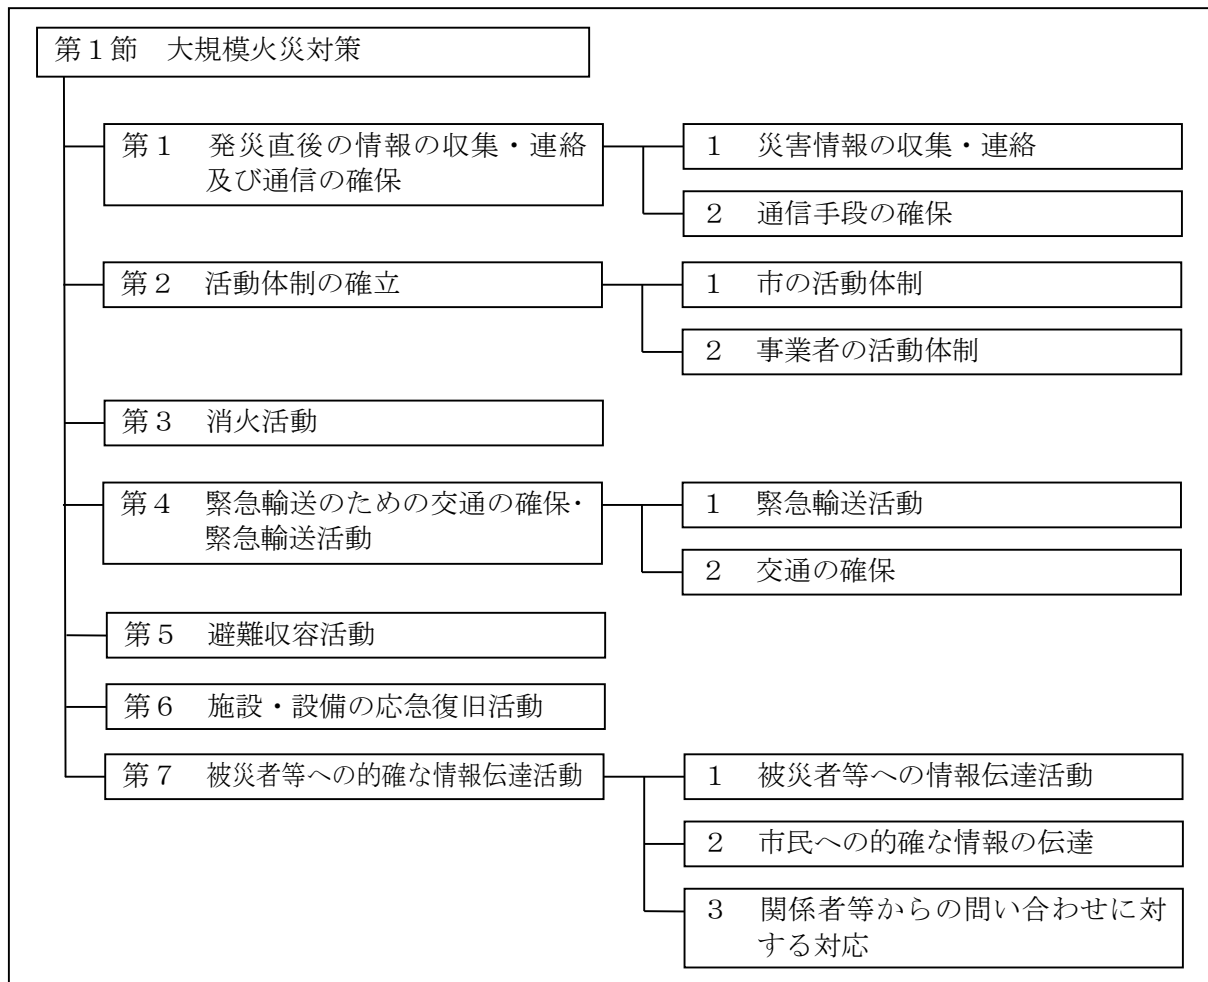 第１節　大規模火災対策
第１　発災直後の情報の収集・連絡
及び通信の確保
１　災害情報の収集・連絡
２　通信手段の確保
第２　活動体制の確立
１　市の活動体制
２　事業者の活動体制
第３　消火活動
第４　緊急輸送のための交通の確保・
緊急輸送活動
１　緊急輸送活動
２　交通の確保
第５　避難収容活動
第６　施設・設備の応急復旧活動
第７　被災者等への的確な情報伝達活動
１　被災者等への情報伝達活動
２　市民への的確な情報の伝達
３　関係者等からの問い合わせに対
する対応